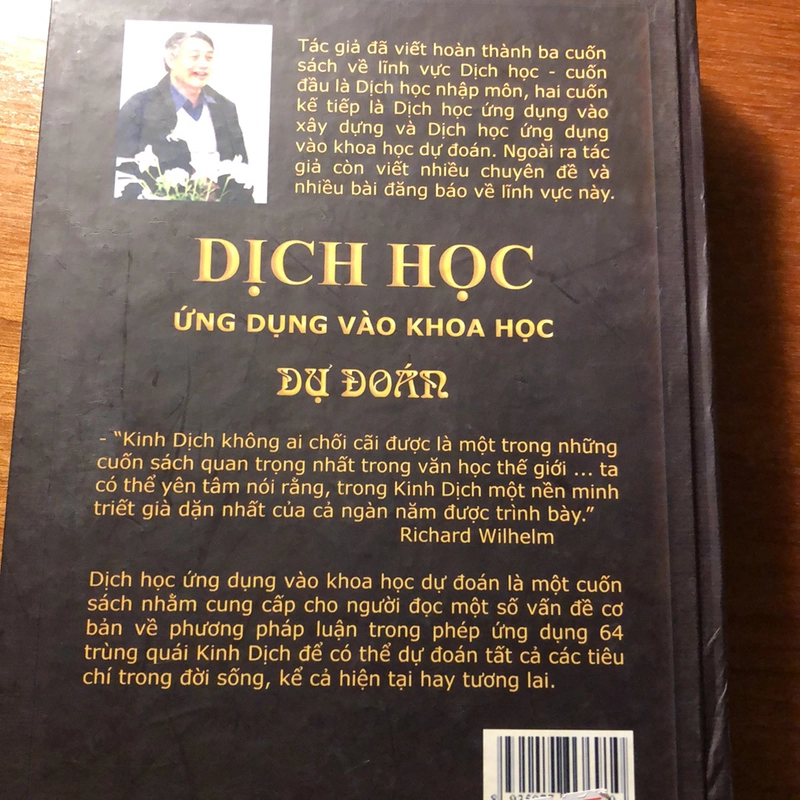 Tác giả đã viết hoàn thành ba cuốn
sách về lĩnh vực Dịch học - cuốn
đầu là Dịch học nhập môn, hai cuốn
kế tiếp là Dịch học ứng dụng vào
xây dựng và Dịch học ứng dụng
vào khoa học dự đoán. Ngoài ra tác
giả còn viết nhiều chuyên đề và
nhiều bài đăng báo về lĩnh vực này.
DỊCH HỌC
ỨNG DỤNG VÀO KHOA HỌC
DỰ ĐOÁN
- “Kinh Dịch không ai chối cãi được là một trong những
cuốn sách quan trọng nhất trong văn học thế giới ... ta
có thể yên tâm nói rằng, trong Kinh Dịch một nền minh
triết già dặn nhất của cả ngàn năm được trình bày.”
Richard Wilhelm
Dịch học ứng dụng vào khoa học dự đoán là một cuốn
sách nhằm cung cấp cho người đọc một số vấn đề cơ
bản về phương pháp luận trong phép ứng dụng 64
trùng quái Kinh Dịch để có thể dự đoán tất cả các tiêu
chí trong đời sống, kể cả hiện tại hay tương lai.